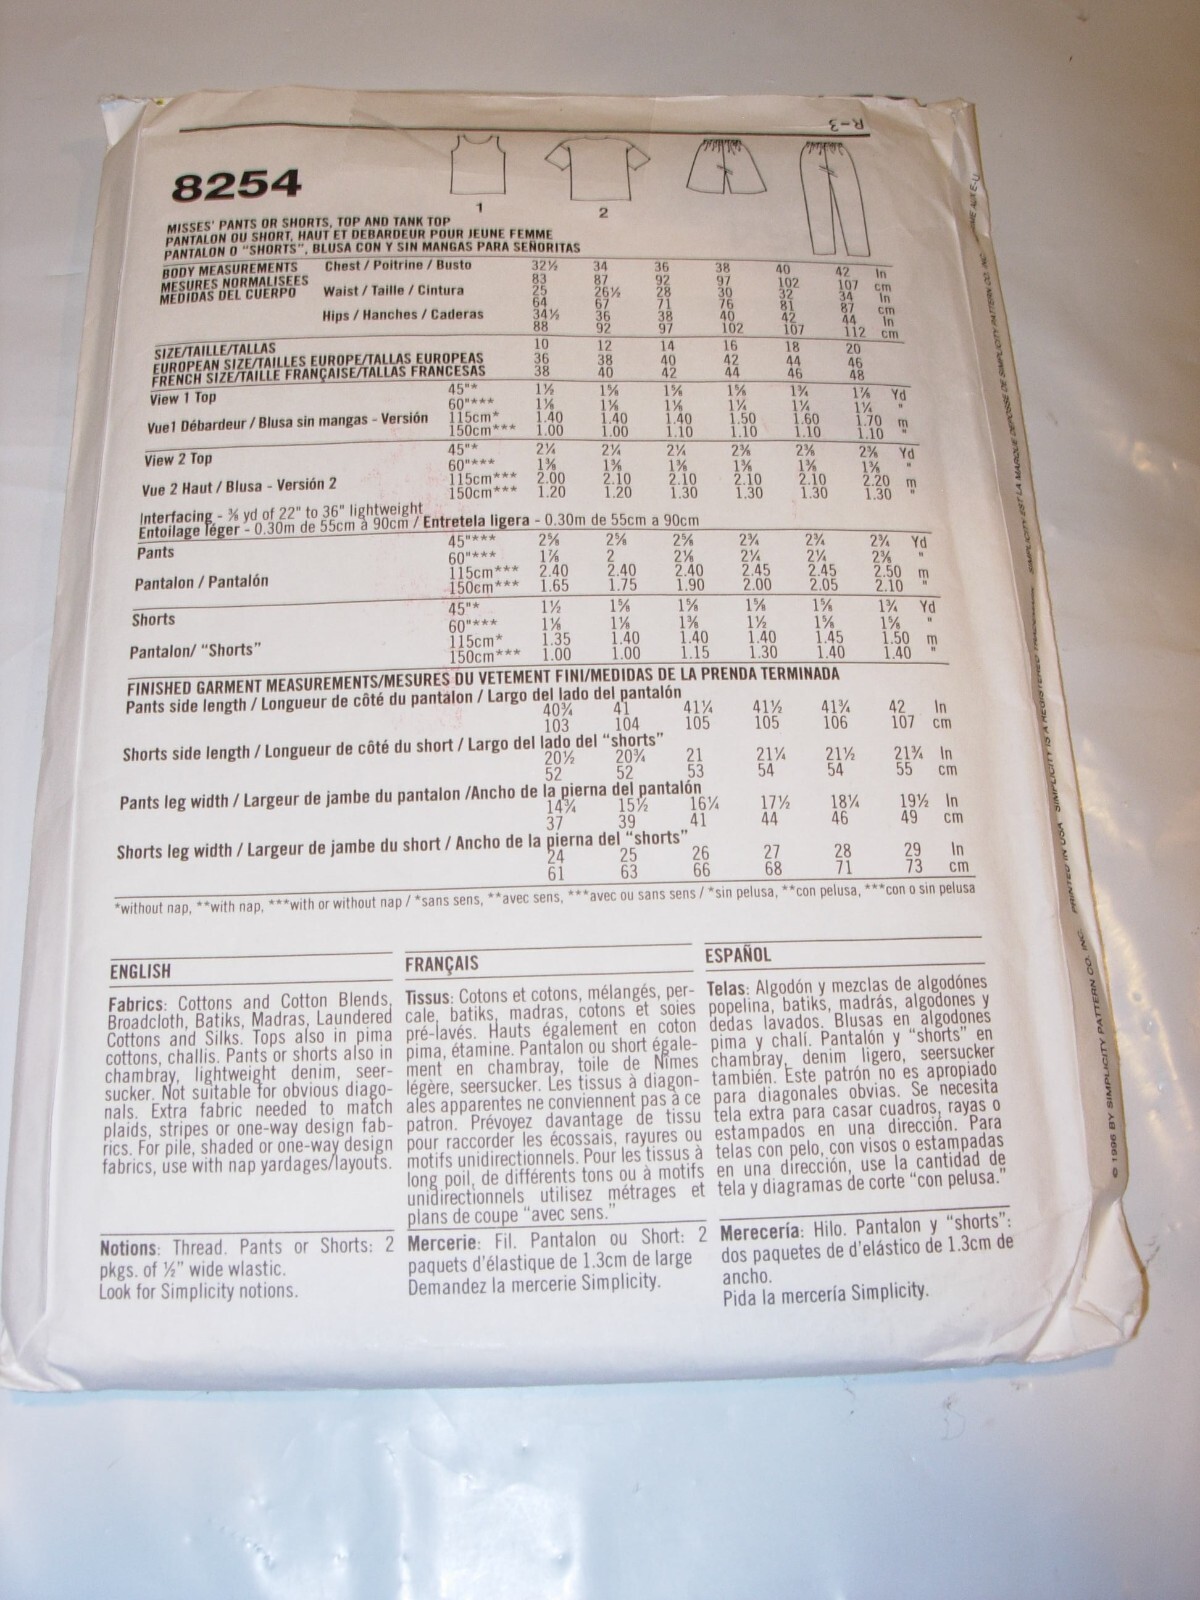 R-3
8254
1
2
MISSES' PANTS OR SHORTS, TOP AND TANK TOP
PANTALON OU SHORT, HAUT ET DEBARDEUR POUR JEUNE FEMME
PANTALON O "SHORTS", BLUSA CON Y SIN MANGAS PARA SEÑORITAS
BODY MEASUREMENTS Chest / Poitrine / Busto 32½ 34 36 38 40 42 In
MESURES NORMALISEES 83 87 92 97 102 107 cm
MEDIDAS DEL CUERPO Waist / Taille / Cintura 25 26½ 28 30 32 34 In
64 67 71 76 81 87 cm
Hips / Hanches / Caderas 34½ 36 38 40 42 44 In
88 92 97 102 107 112 cm
SIZE/TAILLE/TALLAS 10 12 14 16 18 20
EUROPEAN SIZE/TAILLES EUROPE/TALLAS EUROPEAS 36 38 40 42 44 46
FRENCH SIZE/TAILLE FRANÇAISE/TALLAS FRANCESAS 38 40 42 44 46 48
View 1 Top 45"* 1½ 1⅝ 1⅝ 1⅝ 1¾ 1⅞ Yd
60"*** 1⅛ 1⅛ 1⅛ 1¼ 1¼ 1¼ "
Vue1 Débardeur / Blusa sin mangas - Versión 115cm* 1.40 1.40 1.40 1.50 1.60 1.70 m
150cm*** 1.00 1.00 1.10 1.10 1.10 1.10 "
View 2 Top 45"* 2¼ 2¼ 2¼ 2⅜ 2⅜ 2⅜ Yd
60"*** 1⅜ 1⅜ 1⅜ 1⅜ 1⅜ 1⅜ "
Vue 2 Haut / Blusa - Versión 2 115cm*** 2.00 2.10 2.10 2.10 2.10 2.20 m
150cm*** 1.20 1.20 1.30 1.30 1.30 1.30 "
Interfacing - ⅜ yd of 22" to 36" lightweight
Entoilage léger - 0.30m de 55cm à 90cm / Entretela ligera - 0.30m de 55cm a 90cm
Pants 45"*** 2⅝ 2⅝ 2⅝ 2¾ 2¾ 2¾ Yd
60"*** 1⅞ 2 2⅛ 2¼ 2¼ 2⅜ "
Pantalon / Pantalón 115cm*** 2.40 2.40 2.40 2.45 2.45 2.50 m
150cm*** 1.65 1.75 1.90 2.00 2.05 2.10 "
Shorts 45"* 1½ 1⅝ 1⅝ 1⅝ 1⅝ 1¾ Yd
60"*** 1⅛ 1⅛ 1⅜ 1½ 1⅝ 1⅝ "
Pantalon/ "Shorts" 115cm* 1.35 1.40 1.40 1.40 1.45 1.50 m
150cm*** 1.00 1.00 1.15 1.30 1.40 1.40 "
FINISHED GARMENT MEASUREMENTS/MESURES DU VETEMENT FINI/MEDIDAS DE LA PRENDA TERMINADA
Pants side length / Longueur de côté du pantalon / Largo del lado del pantalón
40¾ 41 41¼ 41½ 41¾ 42 In
103 104 105 105 106 107 cm
Shorts side length / Longueur de côté du short / Largo del lado del "shorts"
20½ 20¾ 21 21¼ 21½ 21¾ In
52 52 53 54 54 55 cm
Pants leg width / Largeur de jambe du pantalon /Ancho de la pierna del pantalón
14¾ 15½ 16¼ 17½ 18¼ 19½ In
37 39 41 44 46 49 cm
Shorts leg width / Largeur de jambe du short / Ancho de la pierna del "shorts"
24 25 26 27 28 29 In
61 63 66 68 71 73 cm
*without nap, **with nap, ***with or without nap / *sans sens, **avec sens, ***avec ou sans sens / *sin pelusa, **con pelusa, ***con o sin pelusa
ENGLISH
Fabrics: Cottons and Cotton Blends,
Broadcloth, Batiks, Madras, Laundered
Cottons and Silks. Tops also in pima
cottons, challis. Pants or shorts also in
chambray, lightweight denim, seer-
sucker. Not suitable for obvious diago-
nals. Extra fabric needed to match
plaids, stripes or one-way design fab-
rics. For pile, shaded or one-way design
fabrics, use with nap yardages/layouts.
Notions: Thread. Pants or Shorts: 2
pkgs. of ½" wide wlastic.
Look for Simplicity notions.
FRANÇAIS
Tissus: Cotons et cotons, mélangés, per-
cale, batiks, madras, cotons et soies
pré-lavés. Hauts également en coton
pima, étamine. Pantalon ou short égale-
ment en chambray, toile de Nîmes
légère, seersucker. Les tissus à diagon-
ales apparentes ne conviennent pas à ce
patron. Prévoyez davantage de tissu
pour raccorder les écossais, rayures ou
motifs unidirectionnels. Pour les tissus à
long poil, de différents tons ou à motifs
unidirectionnels utilisez métrages et
plans de coupe "avec sens."
Mercerie: Fil. Pantalon ou Short: 2
paquets d'élastique de 1.3cm de large
Demandez la mercerie Simplicity.
ESPAÑOL
Telas: Algodón y mezclas de algodónes
popelina, batiks, madrás, algodones y
dedas lavados. Blusas en algodones
pima y chalí. Pantalón y "shorts" en
chambray, denim ligero, seersucker
también. Este patrón no es apropiado
para diagonales obvias. Se necesita
tela extra para casar cuadros, rayas o
estampados en una dirección. Para
telas con pelo, con visos o estampadas
en una dirección, use la cantidad de
tela y diagramas de corte "con pelusa."
Merecería: Hilo. Pantalon y "shorts":
dos paquetes de d'elástico de 1.3cm de
ancho.
Pida la mercería Simplicity.
© 1996 BY SIMPLICITY PATTERN CO. INC. PRINTED IN USA SIMPLICITY IS A REGISTERED TRADEMARK SIMPLICITY EST LA MARQUE DEPOSEE DE SIMPLICITY PATTERN CO. INC.